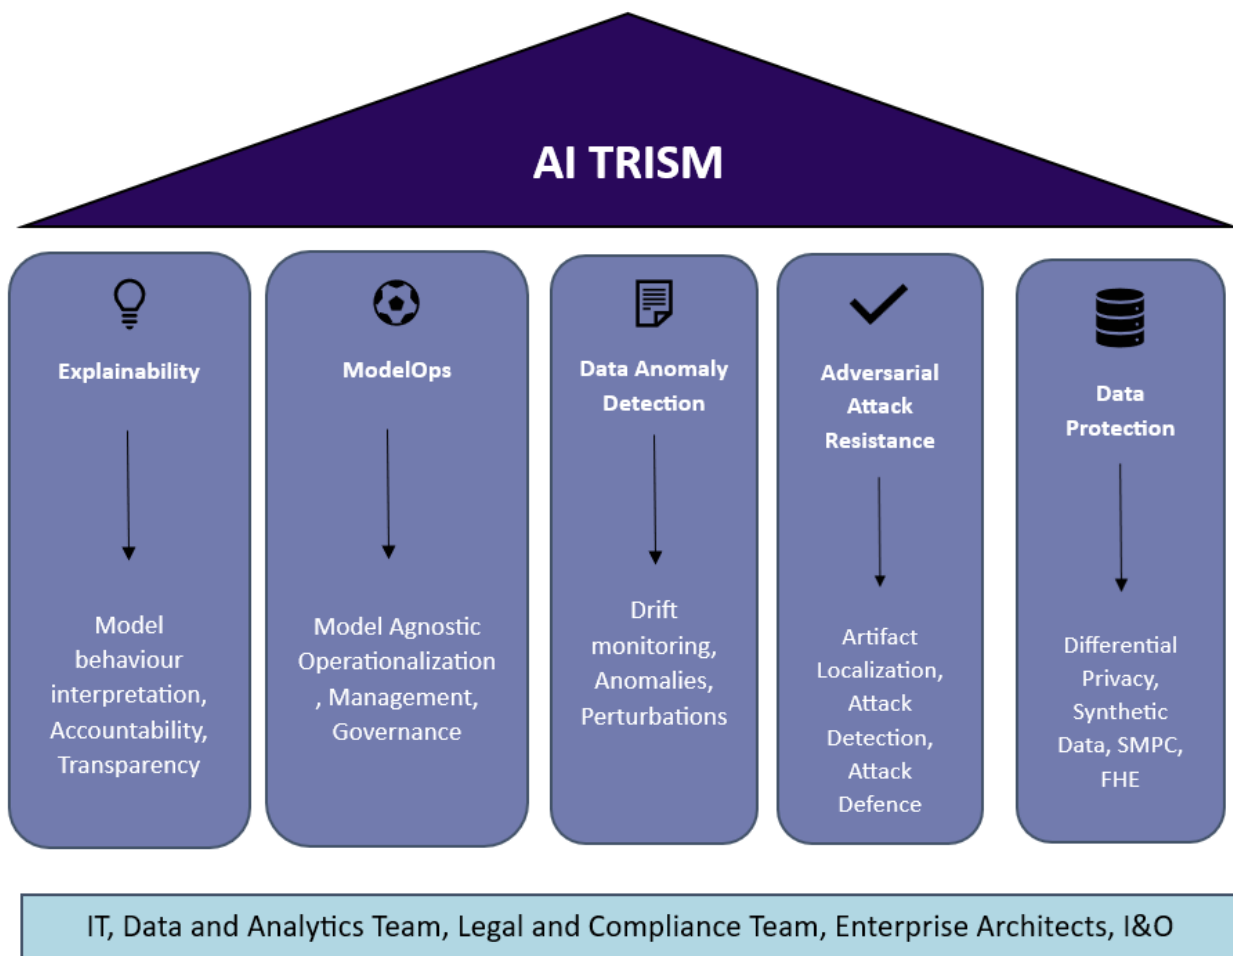 AI TRISM
Explainability
Model
behaviour
interpretation,
Accountability,
Transparency
ModelOps
Model Agnostic
Operationalization
, Management,
Governance
Data Anomaly
Detection
Drift
monitoring,
Anomalies,
Perturbations
Adversarial
Attack
Resistance
Artifact
Localization,
Attack
Detection,
Attack
Defence
Data
Protection
Differential
Privacy,
Synthetic
Data, SMPC,
FHE
IT, Data and Analytics Team, Legal and Compliance Team, Enterprise Architects, I&O